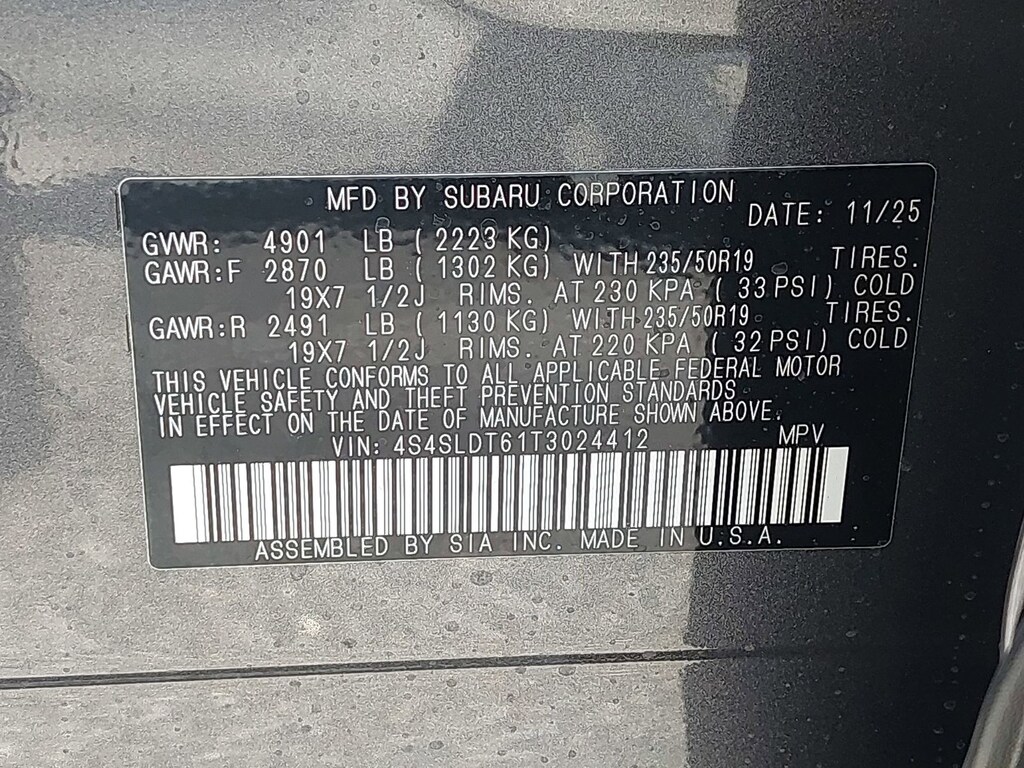 MFD BY SUBARU CORPORATION
DATE: 11/25
GVWR: 4901 LB ( 2223 KG)
GAWR:F 2870 LB ( 1302 KG) WITH 235/50R19 TIRES.
19X7 1/2J RIMS. AT 230 KPA ( 33 PSI) COLD
GAWR:R 2491 LB ( 1130 KG) WITH 235/50R19 TIRES.
19X7 1/2J RIMS. AT 220 KPA ( 32 PSI) COLD
THIS VEHICLE CONFORMS TO ALL APPLICABLE FEDERAL MOTOR
VEHICLE SAFETY AND THEFT PREVENTION STANDARDS
IN EFFECT ON THE DATE OF MANUFACTURE SHOWN ABOVE.
VIN: 4S4SLDT61T3024412 MPV
ASSEMBLED BY SIA INC. MADE IN U.S.A.